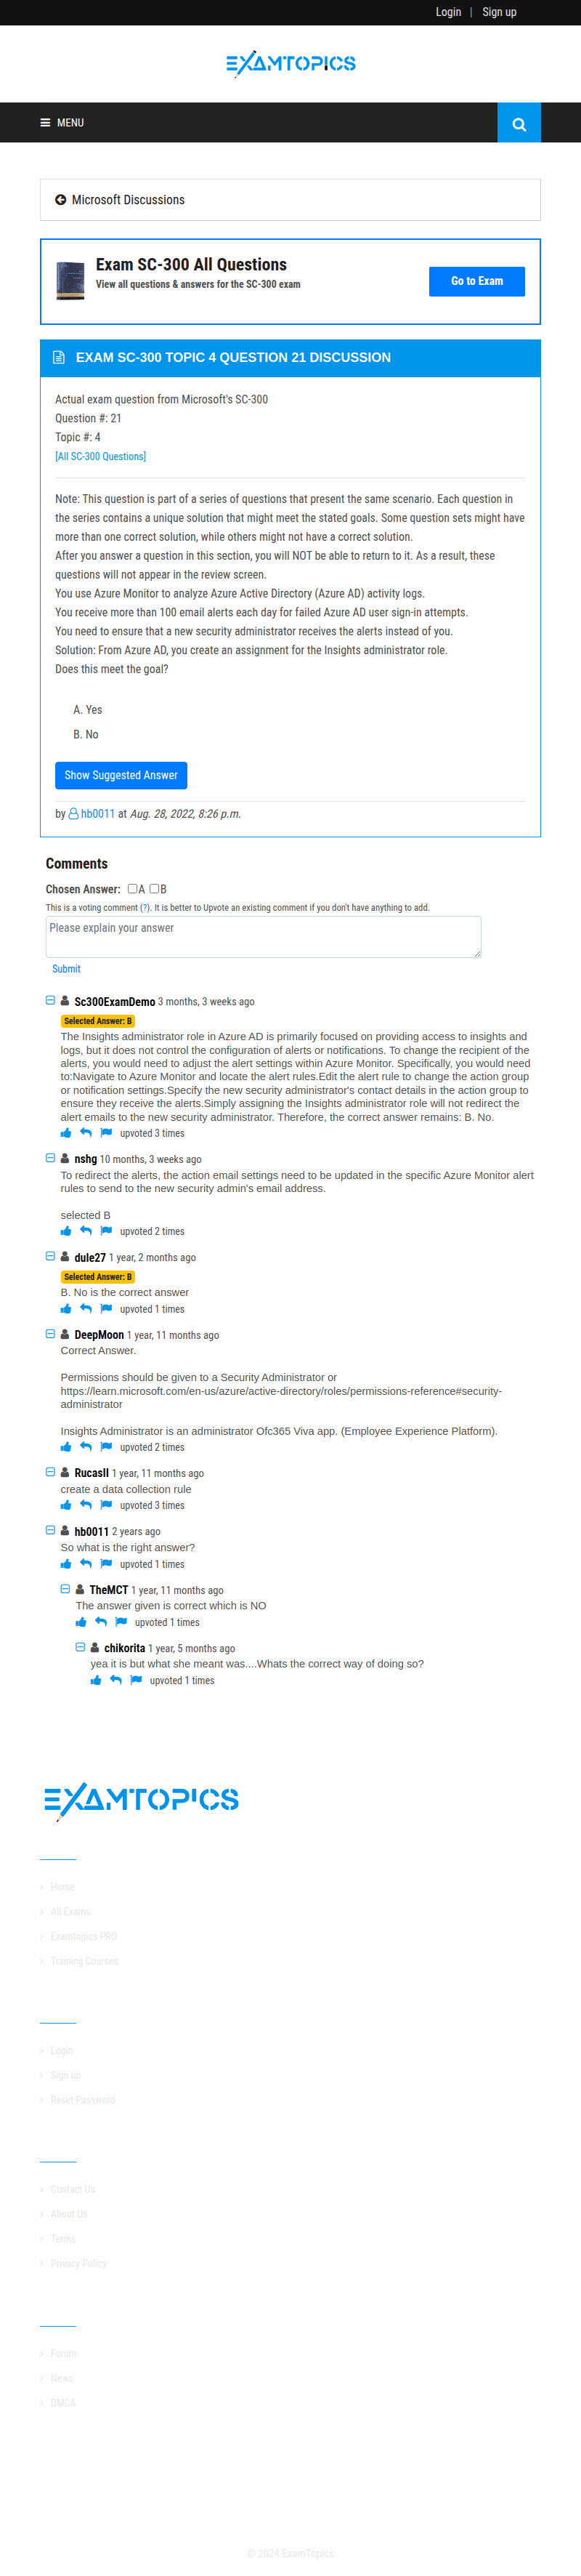 Login | Sign up
EXAMTOPICS
MENU
Microsoft Discussions
Exam SC-300 All Questions
View all questions & answers for the SC-300 exam
Go to Exam
EXAM SC-300 TOPIC 4 QUESTION 21 DISCUSSION
Actual exam question from Microsoft's SC-300
Question #: 21
Topic #: 4
[All SC-300 Questions]
Note: This question is part of a series of questions that present the same scenario. Each question in
the series contains a unique solution that might meet the stated goals. Some question sets might have
more than one correct solution, while others might not have a correct solution.
After you answer a question in this section, you will NOT be able to return to it. As a result, these
questions will not appear in the review screen.
You use Azure Monitor to analyze Azure Active Directory (Azure AD) activity logs.
You receive more than 100 email alerts each day for failed Azure AD user sign-in attempts.
You need to ensure that a new security administrator receives the alerts instead of you.
Solution: From Azure AD, you create an assignment for the Insights administrator role.
Does this meet the goal?
A. Yes
B. No
Show Suggested Answer
by hb0011 at Aug. 28, 2022, 8:26 p.m.
Comments
Chosen Answer: A B
This is a voting comment (?). It is better to Upvote an existing comment if you don't have anything to add.
Please explain your answer
Submit
Sc300ExamDemo 3 months, 3 weeks ago
Selected Answer: B
The Insights administrator role in Azure AD is primarily focused on providing access to insights and
logs, but it does not control the configuration of alerts or notifications. To change the recipient of the
alerts, you would need to adjust the alert settings within Azure Monitor. Specifically, you would need
to:Navigate to Azure Monitor and locate the alert rules.Edit the alert rule to change the action group
or notification settings.Specify the new security administrator's contact details in the action group to
ensure they receive the alerts.Simply assigning the Insights administrator role will not redirect the
alert emails to the new security administrator. Therefore, the correct answer remains: B. No.
upvoted 3 times
nshg 10 months, 3 weeks ago
To redirect the alerts, the action email settings need to be updated in the specific Azure Monitor alert
rules to send to the new security admin's email address.
selected B
upvoted 2 times
dule27 1 year, 2 months ago
Selected Answer: B
B. No is the correct answer
upvoted 1 times
DeepMoon 1 year, 11 months ago
Correct Answer.
Permissions should be given to a Security Administrator or
https://learn.microsoft.com/en-us/azure/active-directory/roles/permissions-reference#security-
administrator
Insights Administrator is an administrator Ofc365 Viva app. (Employee Experience Platform).
upvoted 2 times
RucasII 1 year, 11 months ago
create a data collection rule
upvoted 3 times
hb0011 2 years ago
So what is the right answer?
upvoted 1 times
TheMCT 1 year, 11 months ago
The answer given is correct which is NO
upvoted 1 times
chikorita 1 year, 5 months ago
yea it is but what she meant was....Whats the correct way of doing so?
upvoted 1 times
EXAMTOPICS
Home
All Exams
Examtopics PRO
Training Courses
Login
Sign up
Reset Password
Contact Us
About Us
Terms
Privacy Policy
Forum
News
DMCA
© 2024 ExamTopics